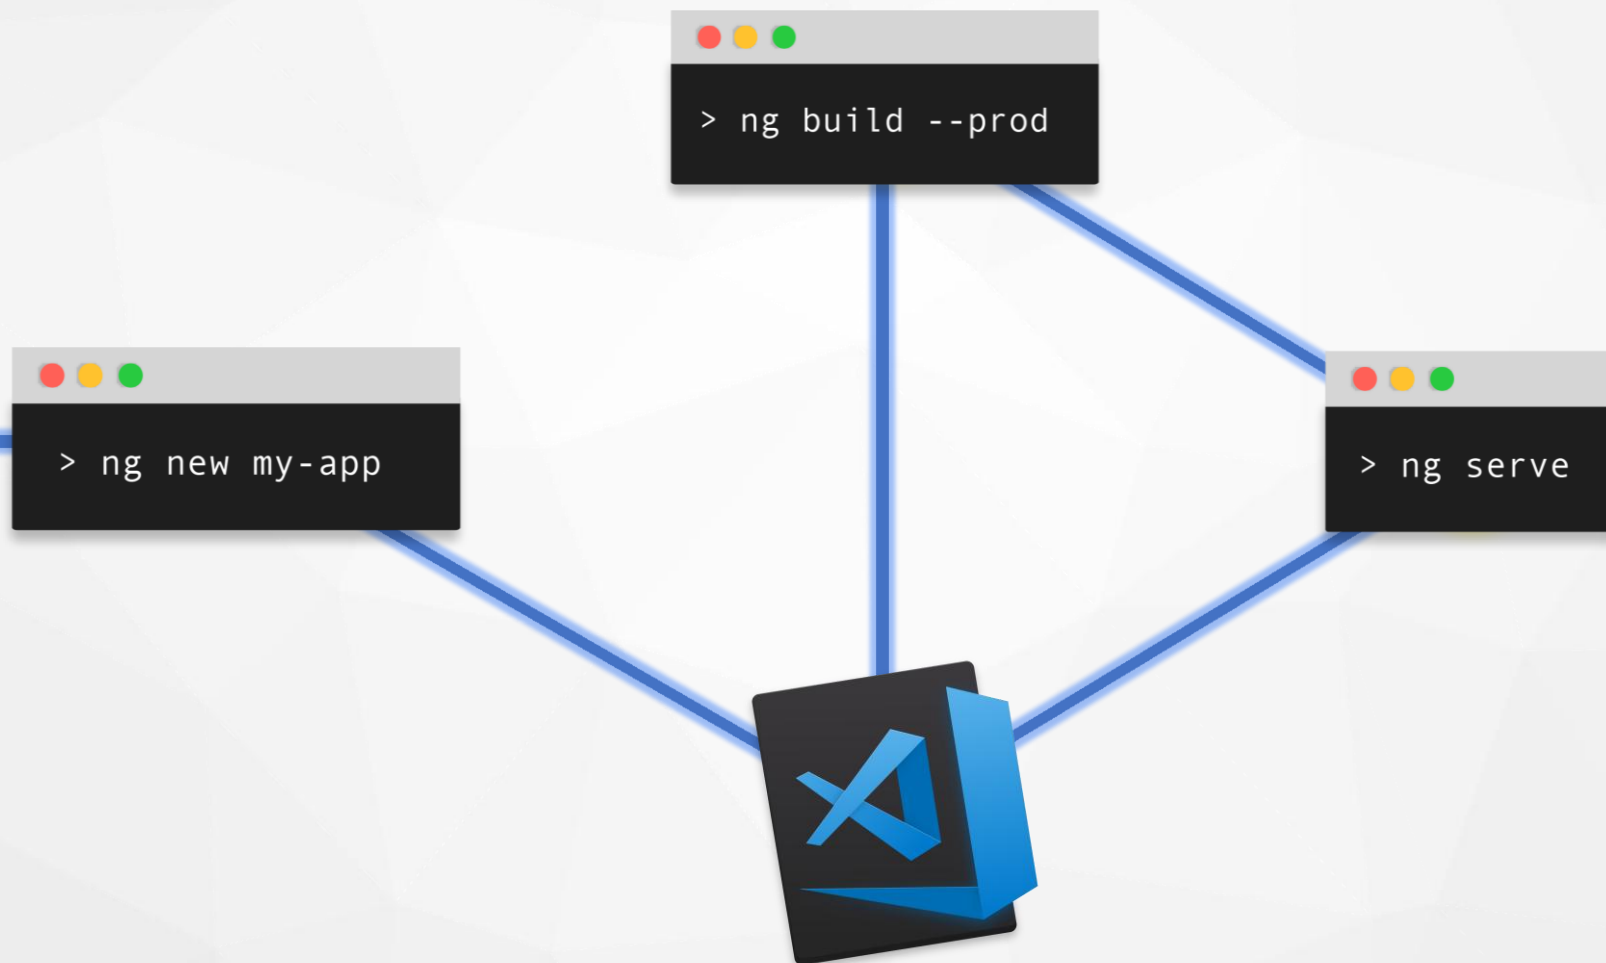 > ng build --prod
> ng new my-app
> ng serve